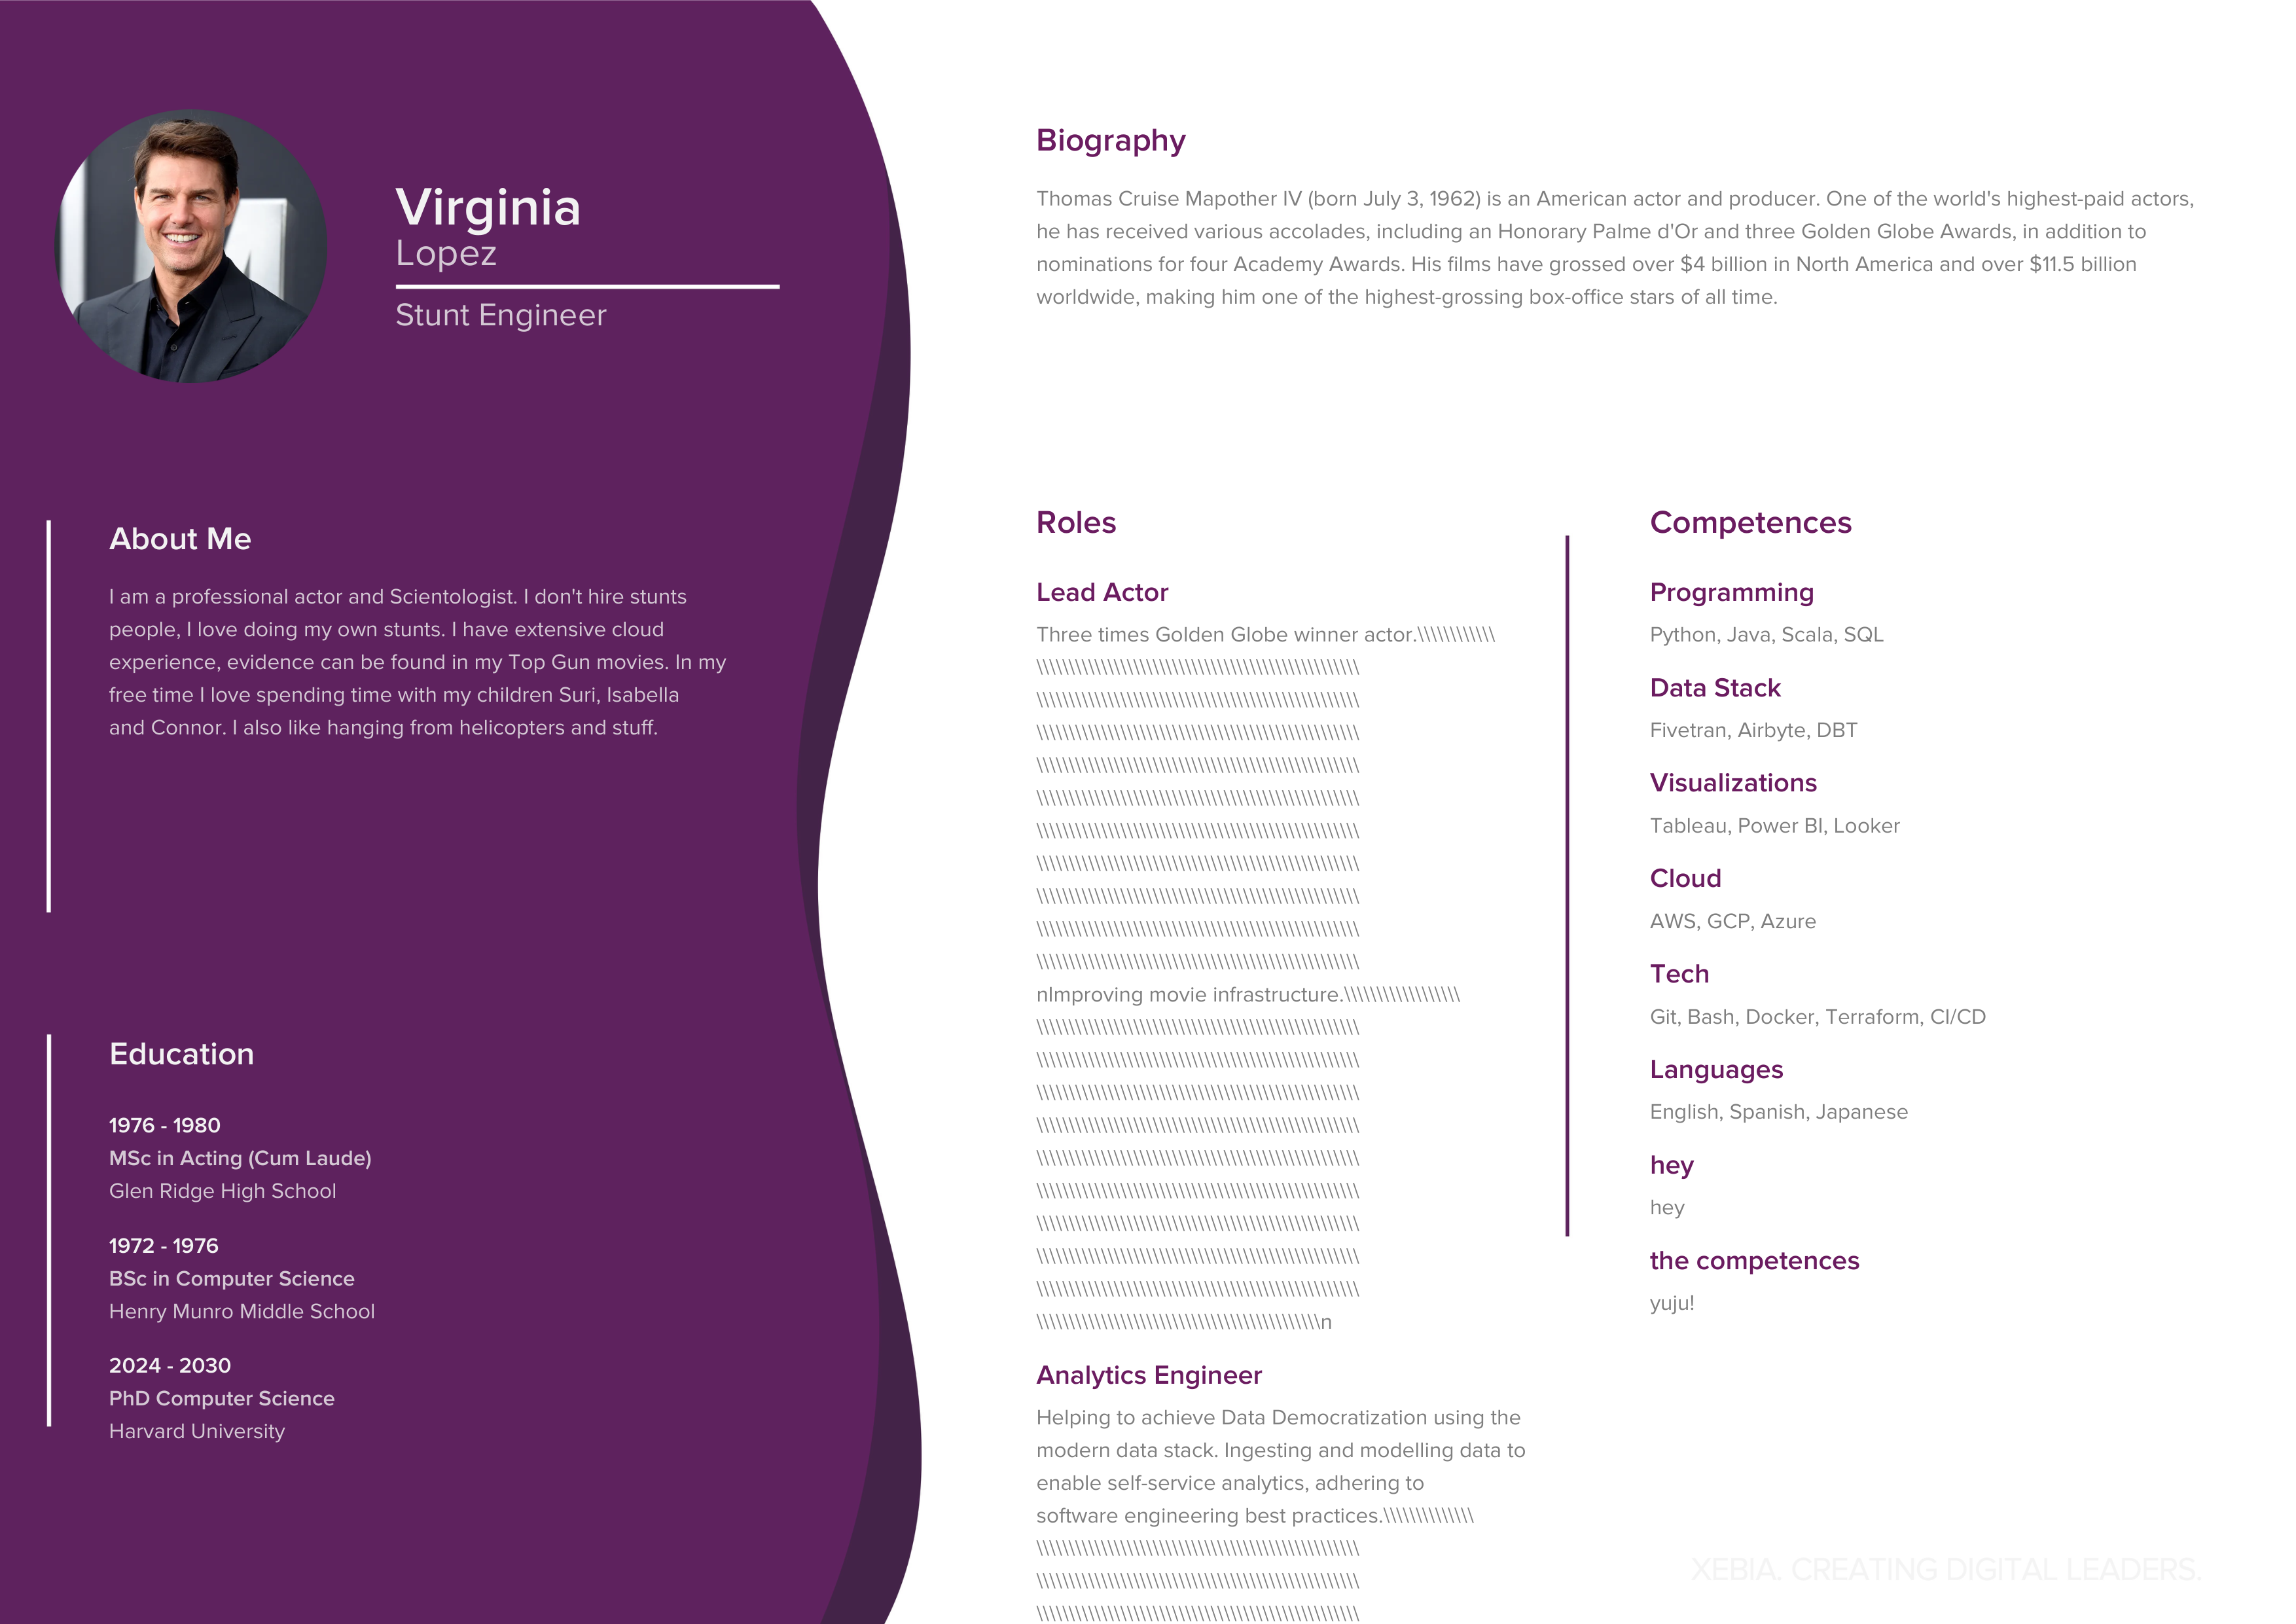 Virginia
Lopez
Stunt Engineer
About Me
I am a professional actor and Scientologist. I don't hire stunts
people, I love doing my own stunts. I have extensive cloud
experience, evidence can be found in my Top Gun movies. In my
free time I love spending time with my children Suri, Isabella
and Connor. I also like hanging from helicopters and stuff.
Education
1976 - 1980
MSc in Acting (Cum Laude)
Glen Ridge High School
1972 - 1976
BSc in Computer Science
Henry Munro Middle School
2024 - 2030
PhD Computer Science
Harvard University
Biography
Thomas Cruise Mapother IV (born July 3, 1962) is an American actor and producer. One of the world's highest-paid actors,
he has received various accolades, including an Honorary Palme d'Or and three Golden Globe Awards, in addition to
nominations for four Academy Awards. His films have grossed over $4 billion in North America and over $11.5 billion
worldwide, making him one of the highest-grossing box-office stars of all time.
Roles
Lead Actor
Three times Golden Globe winner actor.\\\\\\\\\\\\
nImproving movie infrastructure.\\\\\\\\\\\\\\\\\\
\\\\\\\\\\\\\\\\\\\\\\\\\\\\\\\\\\\\\\\\\\\\n
Analytics Engineer
Helping to achieve Data Democratization using the
modern data stack. Ingesting and modelling data to
enable self-service analytics, adhering to
software engineering best practices.\\\\\\\\\\\\\\
Competences
Programming
Python, Java, Scala, SQL
Data Stack
Fivetran, Airbyte, DBT
Visualizations
Tableau, Power BI, Looker
Cloud
AWS, GCP, Azure
Tech
Git, Bash, Docker, Terraform, CI/CD
Languages
English, Spanish, Japanese
hey
hey
the competences
yuju!
XEBIA. CREATING DIGITAL LEADERS.